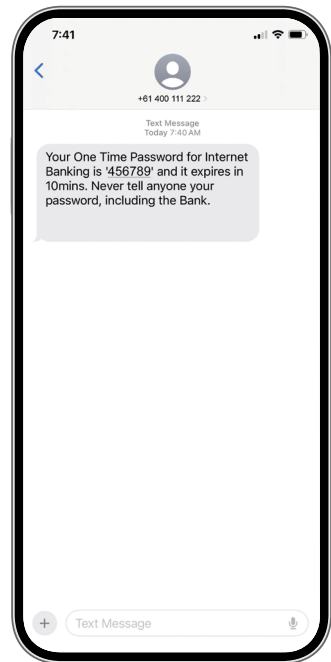 7:41
+61 400 111 222
Text Message
Today 7:40 AM
Your One Time Password for Internet
Banking is '456789' and it expires in
10mins. Never tell anyone your
password, including the Bank.
Text Message